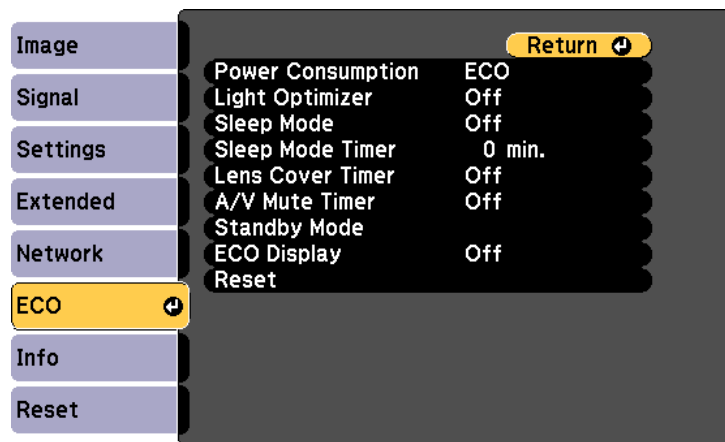 Image
Signal
Settings
Extended
Network
ECO
Info
Reset
Return
Power Consumption ECO
Light Optimizer Off
Sleep Mode Off
Sleep Mode Timer 0 min.
Lens Cover Timer Off
A/V Mute Timer Off
Standby Mode
ECO Display Off
Reset